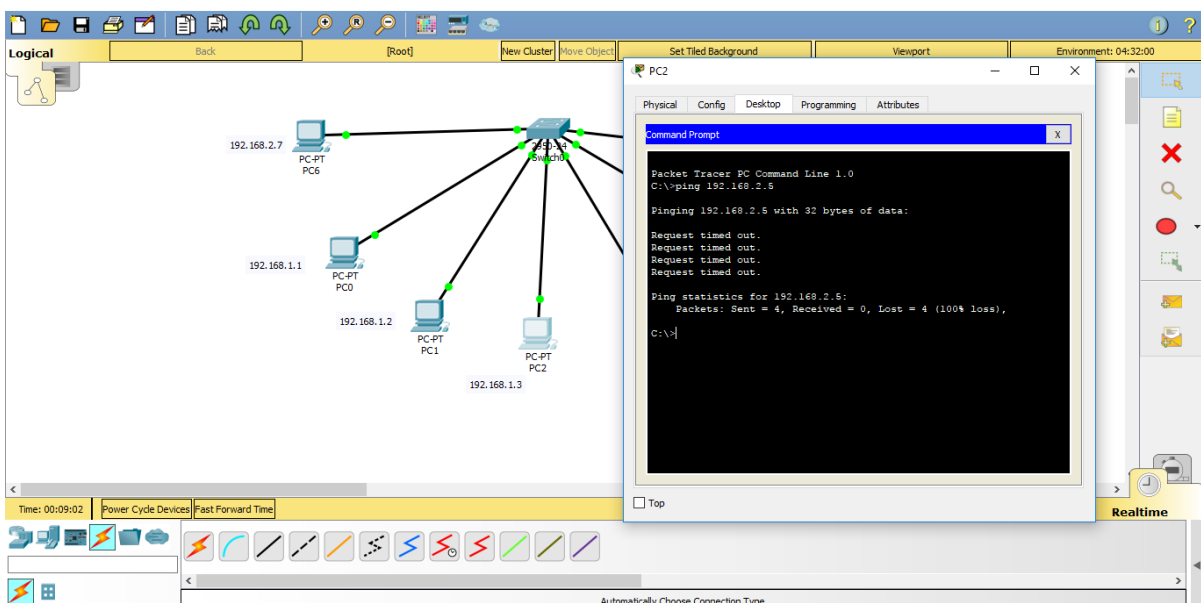 Logical
Back
[Root]
New Cluster
Move Object
Set Tiled Background
Viewport
Environment: 04:32:00
192.168.2.7
PC-PT
PC6
2950-24
Switch0
192.168.1.1
PC-PT
PC0
192.168.1.2
PC-PT
PC1
PC-PT
PC2
192.168.1.3
PC2
Physical
Config
Desktop
Programming
Attributes
Command Prompt
X
Packet Tracer PC Command Line 1.0
C:\>ping 192.168.2.5
Pinging 192.168.2.5 with 32 bytes of data:
Request timed out.
Request timed out.
Request timed out.
Request timed out.
Ping statistics for 192.168.2.5:
Packets: Sent = 4, Received = 0, Lost = 4 (100% loss),
C:\>
Top
Time: 00:09:02
Power Cycle Devices
Fast Forward Time
Realtime
Automatically Choose Connection Type